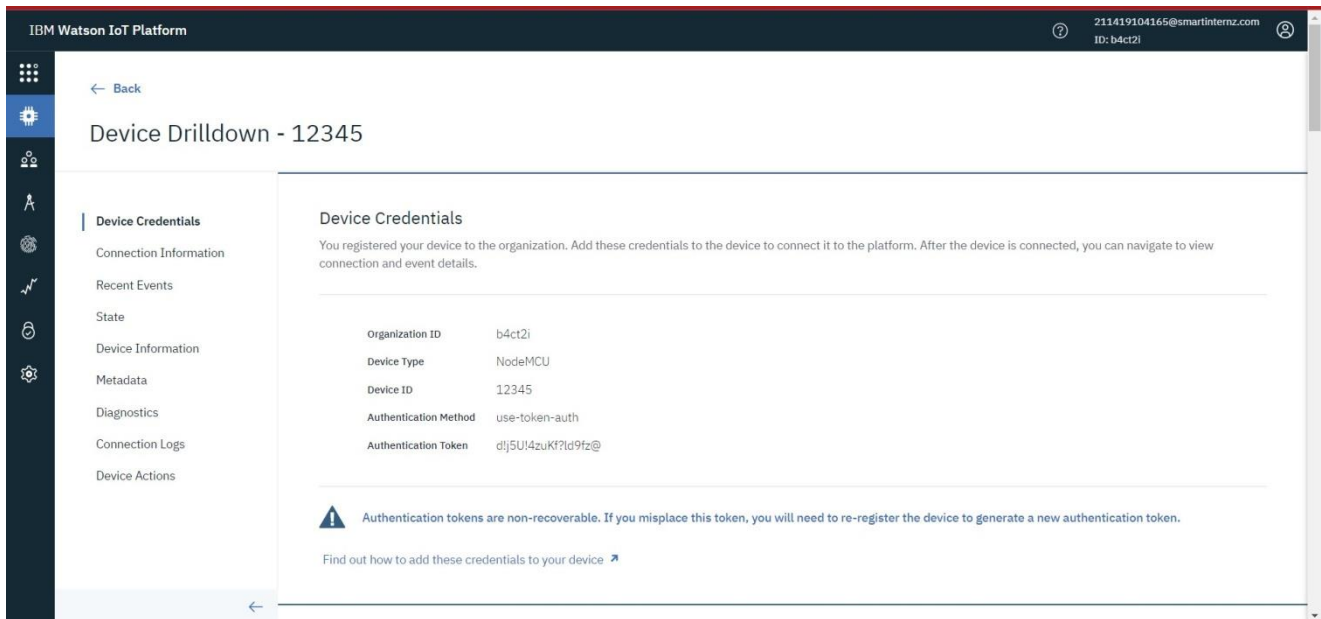 IBM Watson IoT Platform
211419104165@smartinternz.com
ID: b4ct2i
← Back
Device Drilldown - 12345
Device Credentials
Connection Information
Recent Events
State
Device Information
Metadata
Diagnostics
Connection Logs
Device Actions
Device Credentials
You registered your device to the organization. Add these credentials to the device to connect it to the platform. After the device is connected, you can navigate to view
connection and event details.
Organization ID b4ct2i
Device Type NodeMCU
Device ID 12345
Authentication Method use-token-auth
Authentication Token d!j5U!4zuKf?ld9fz@
Authentication tokens are non-recoverable. If you misplace this token, you will need to re-register the device to generate a new authentication token.
Find out how to add these credentials to your device